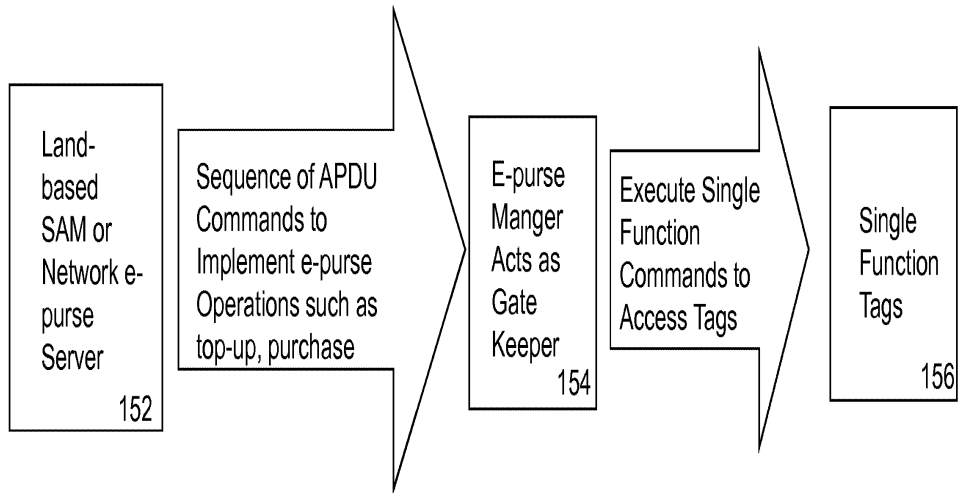 Land-
based
SAM or
Network e-
purse
Server
152
Sequence of APDU
Commands to
Implement e-purse
Operations such as
top-up, purchase
E-purse
Manger
Acts as
Gate
Keeper
154
Execute Single
Function
Commands to
Access Tags
Single
Function
Tags
156